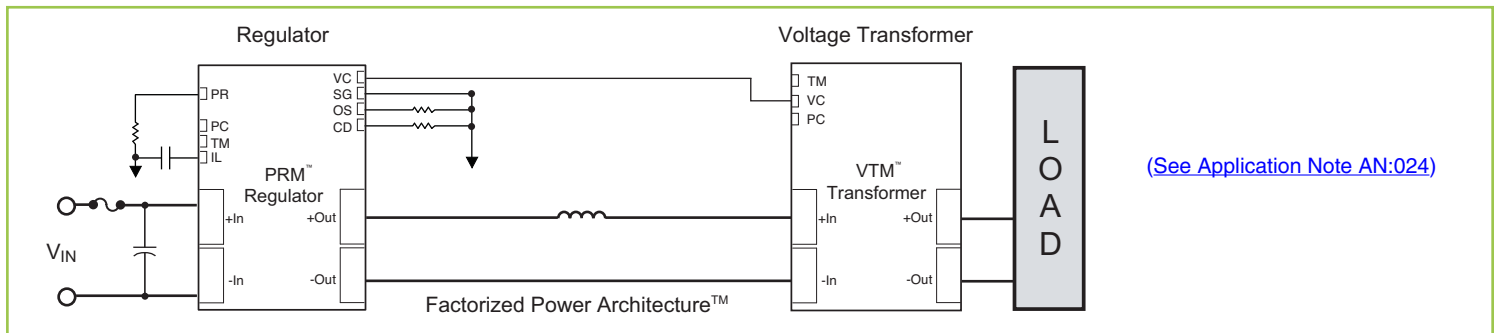 Regulator
Voltage Transformer
PR
PC
TM
IL
VC
SG
OS
CD
PRM™
Regulator
+In
-In
+Out
-Out
VIN
Factorized Power Architecture™
TM
VC
PC
VTM™
Transformer
+In
-In
+Out
-Out
LOAD
(See Application Note AN:024)